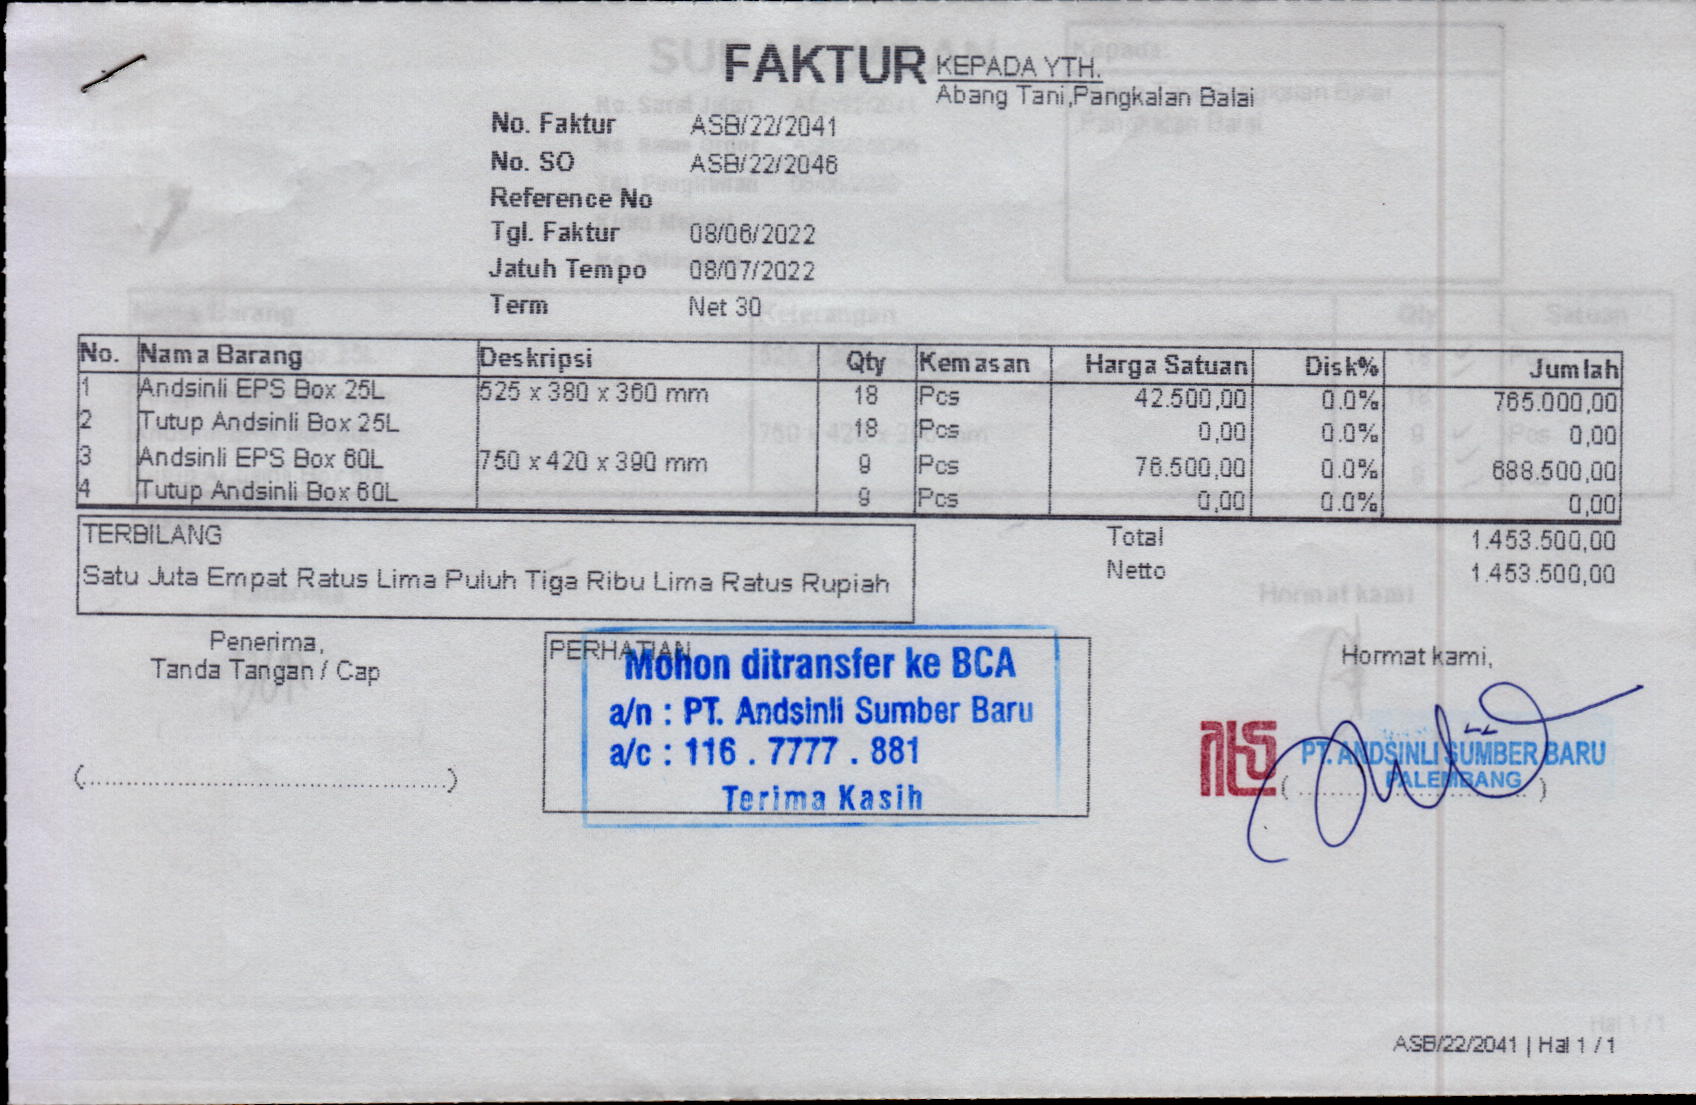 FAKTUR
KEPADA YTH.
Abang Tani,Pangkalan Balai
No. Faktur ASB/22/2041
No. SO ASB/22/2046
Reference No
Tgl. Faktur 08/06/2022
Jatuh Tempo 08/07/2022
Term Net 30
No. Nama Barang Deskripsi Qty Kemasan Harga Satuan Disk% Jumlah
1 Andsinli EPS Box 25L 525 x 380 x 360 mm 18 Pcs 42.500,00 0.0% 765.000,00
2 Tutup Andsinli Box 25L 18 Pcs 0,00 0.0% 0,00
3 Andsinli EPS Box 60L 750 x 420 x 390 mm 9 Pcs 76.500,00 0.0% 688.500,00
4 Tutup Andsinli Box 60L 9 Pcs 0,00 0.0% 0,00
TERBILANG
Satu Juta Empat Ratus Lima Puluh Tiga Ribu Lima Ratus Rupiah
Total 1.453.500,00
Netto 1.453.500,00
Penerima,
Tanda Tangan / Cap
PERHATIAN
Mohon ditransfer ke BCA
a/n : PT. Andsinli Sumber Baru
a/c : 116 . 7777 . 881
Terima Kasih
Hormat kami,
PT. ANDSINLI SUMBER BARU
PALEMBANG
ASB/22/2041 | Hal 1 / 1